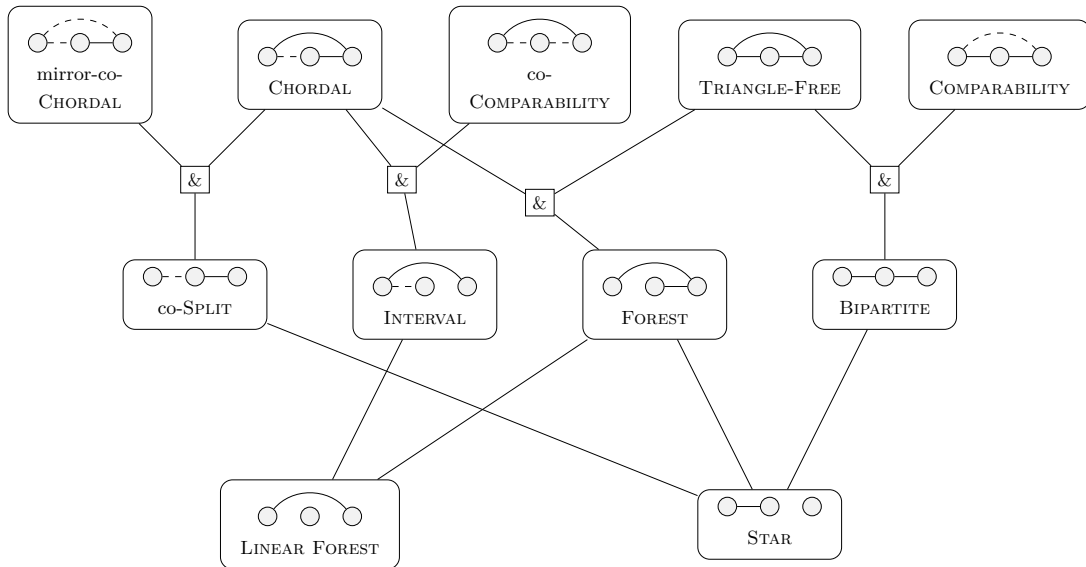 mirror-co-
CHORDAL
CHORDAL
co-
COMPARABILITY
TRIANGLE-FREE
COMPARABILITY
&
&
&
&
co-SPLIT
INTERVAL
FOREST
BIPARTITE
LINEAR FOREST
STAR